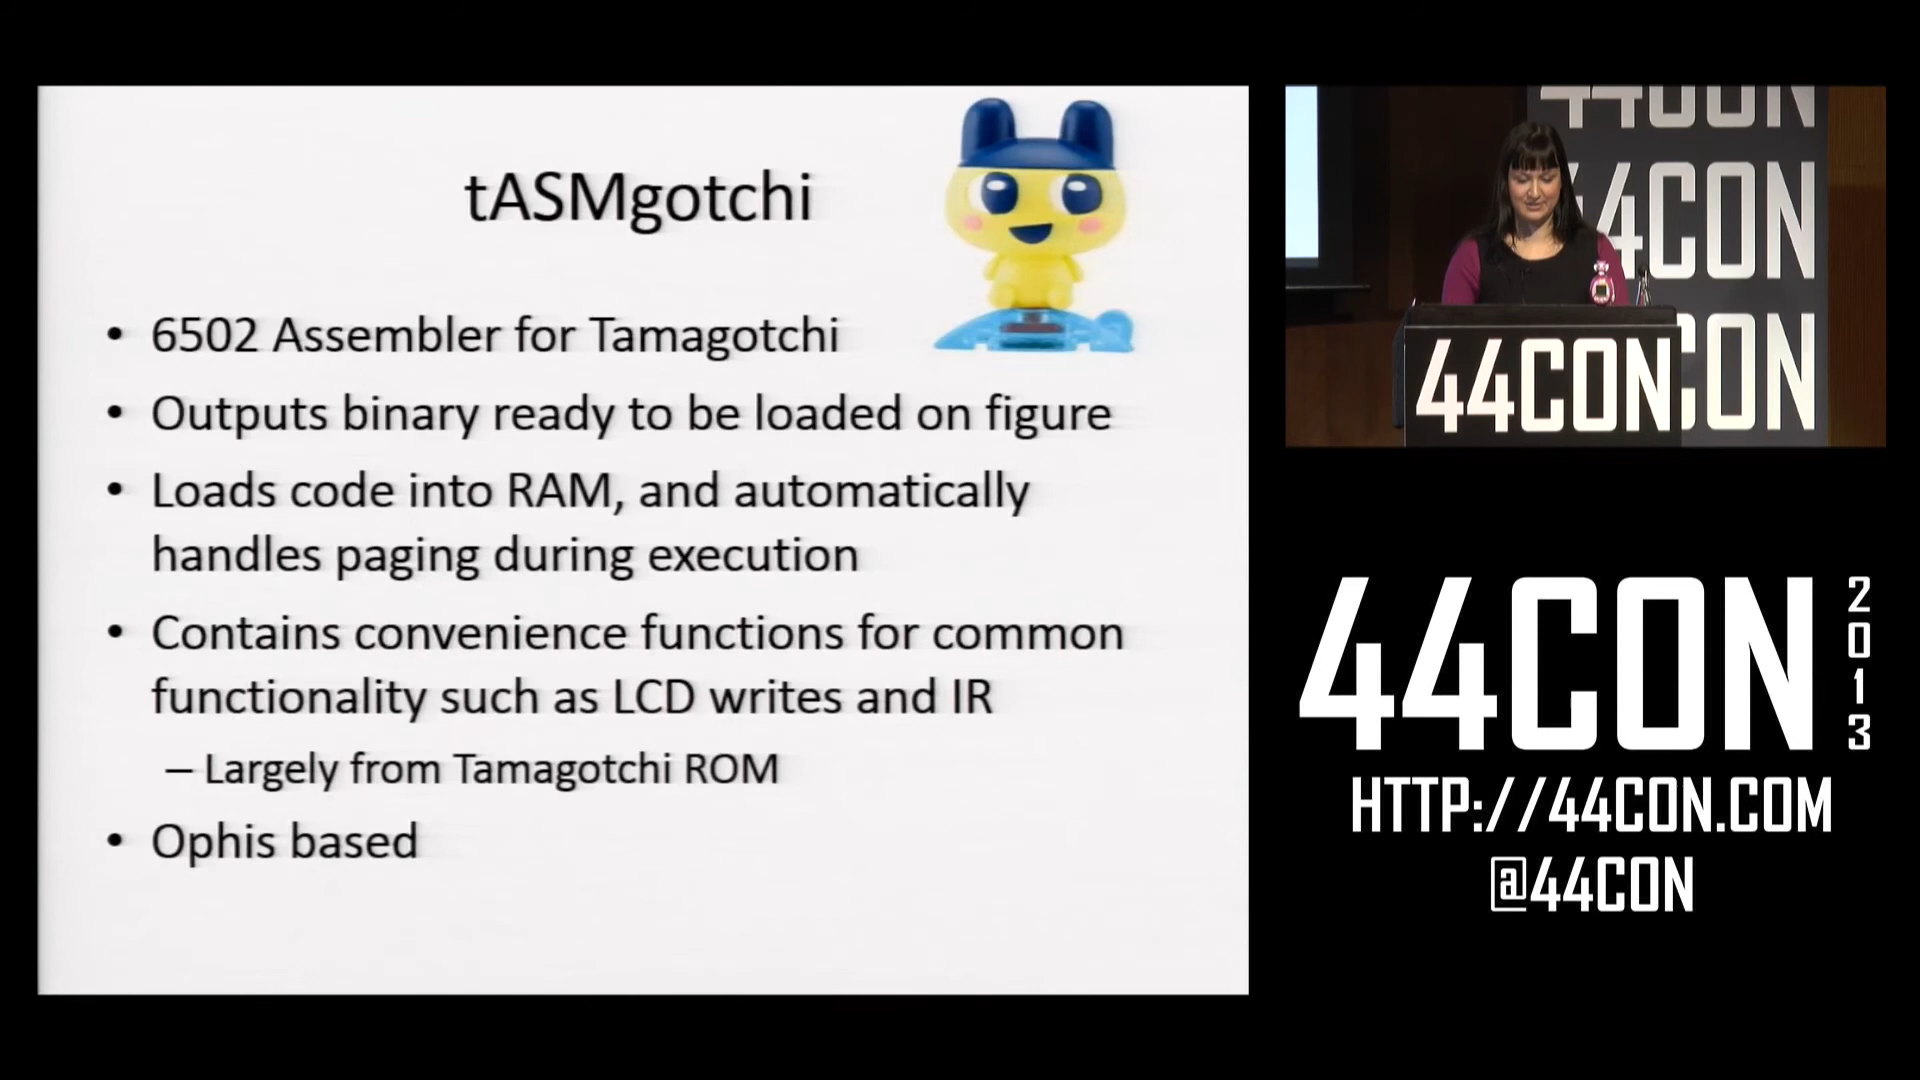 tASMgotchi
• 6502 Assembler for Tamagotchi
• Outputs binary ready to be loaded on figure
• Loads code into RAM, and automatically
handles paging during execution
• Contains convenience functions for common
functionality such as LCD writes and IR
– Largely from Tamagotchi ROM
• Ophis based
44CON
44CON
44CON
CON
44CON
2013
HTTP://44CON.COM
@44CON